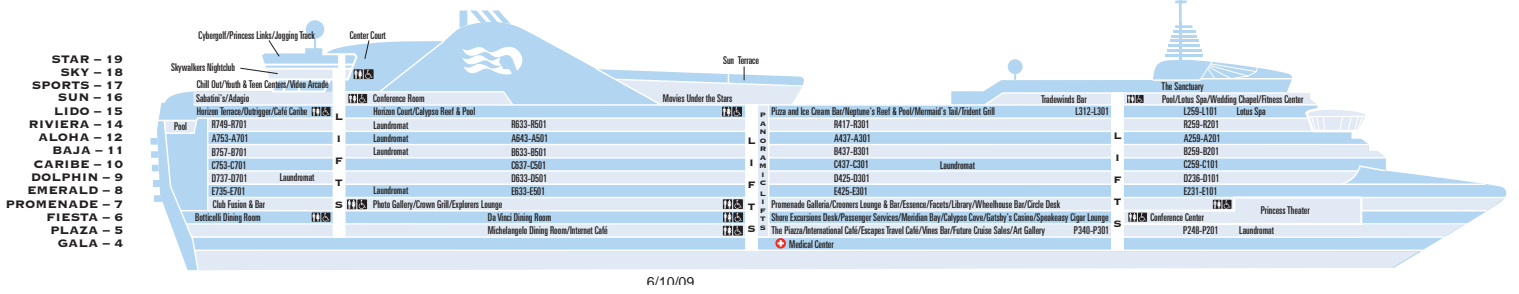 Cybergolf/Princess Links/Jogging Track
Center Court
STAR – 19
SKY – 18
Skywalkers Nightclub
Sun Terrace
SPORTS – 17
Chill Out/Youth & Teen Centers/Video Arcade
The Sanctuary
SUN – 16
Sabatini's/Adagio
Conference Room
Movies Under the Stars
Tradewinds Bar
Pool/Lotus Spa/Wedding Chapel/Fitness Center
LIDO – 15
Horizon Terrace/Outrigger/Café Caribe
Horizon Court/Calypso Reef & Pool
Pizza and Ice Cream Bar/Neptune's Reef & Pool/Mermaid's Tail/Trident Grill
L312-L301
L259-L101
Lotus Spa
RIVIERA – 14
Pool
R749-R701
Laundromat
R633-R501
R417-R301
R259-R201
ALOHA – 12
A753-A701
Laundromat
A643-A501
A437-A301
A259-A201
BAJA – 11
B757-B701
Laundromat
B633-B501
B437-B301
B259-B201
CARIBE – 10
C753-C701
C637-C501
C437-C301
Laundromat
C259-C101
DOLPHIN – 9
D737-D701
Laundromat
D633-D501
D425-D301
D236-D101
EMERALD – 8
E735-E701
Laundromat
E633-E501
E425-E301
E231-E101
PROMENADE – 7
Club Fusion & Bar
Photo Gallery/Crown Grill/Explorers Lounge
Promenade Galleria/Crooners Lounge & Bar/Essence/Facets/Library/Wheelhouse Bar/Circle Desk
Princess Theater
FIESTA – 6
Botticelli Dining Room
Da Vinci Dining Room
Shore Excursions Desk/Passenger Services/Meridian Bay/Calypso Cove/Gatsby's Casino/Speakeasy Cigar Lounge
Conference Center
PLAZA – 5
Michelangelo Dining Room/Internet Café
The Piazza/International Café/Escapes Travel Café/Vines Bar/Future Cruise Sales/Art Gallery
P340-P301
P248-P201
Laundromat
GALA – 4
Medical Center
LIFTS
LIFTS
PANORAMIC LIFTS
LIFTS
6/10/09